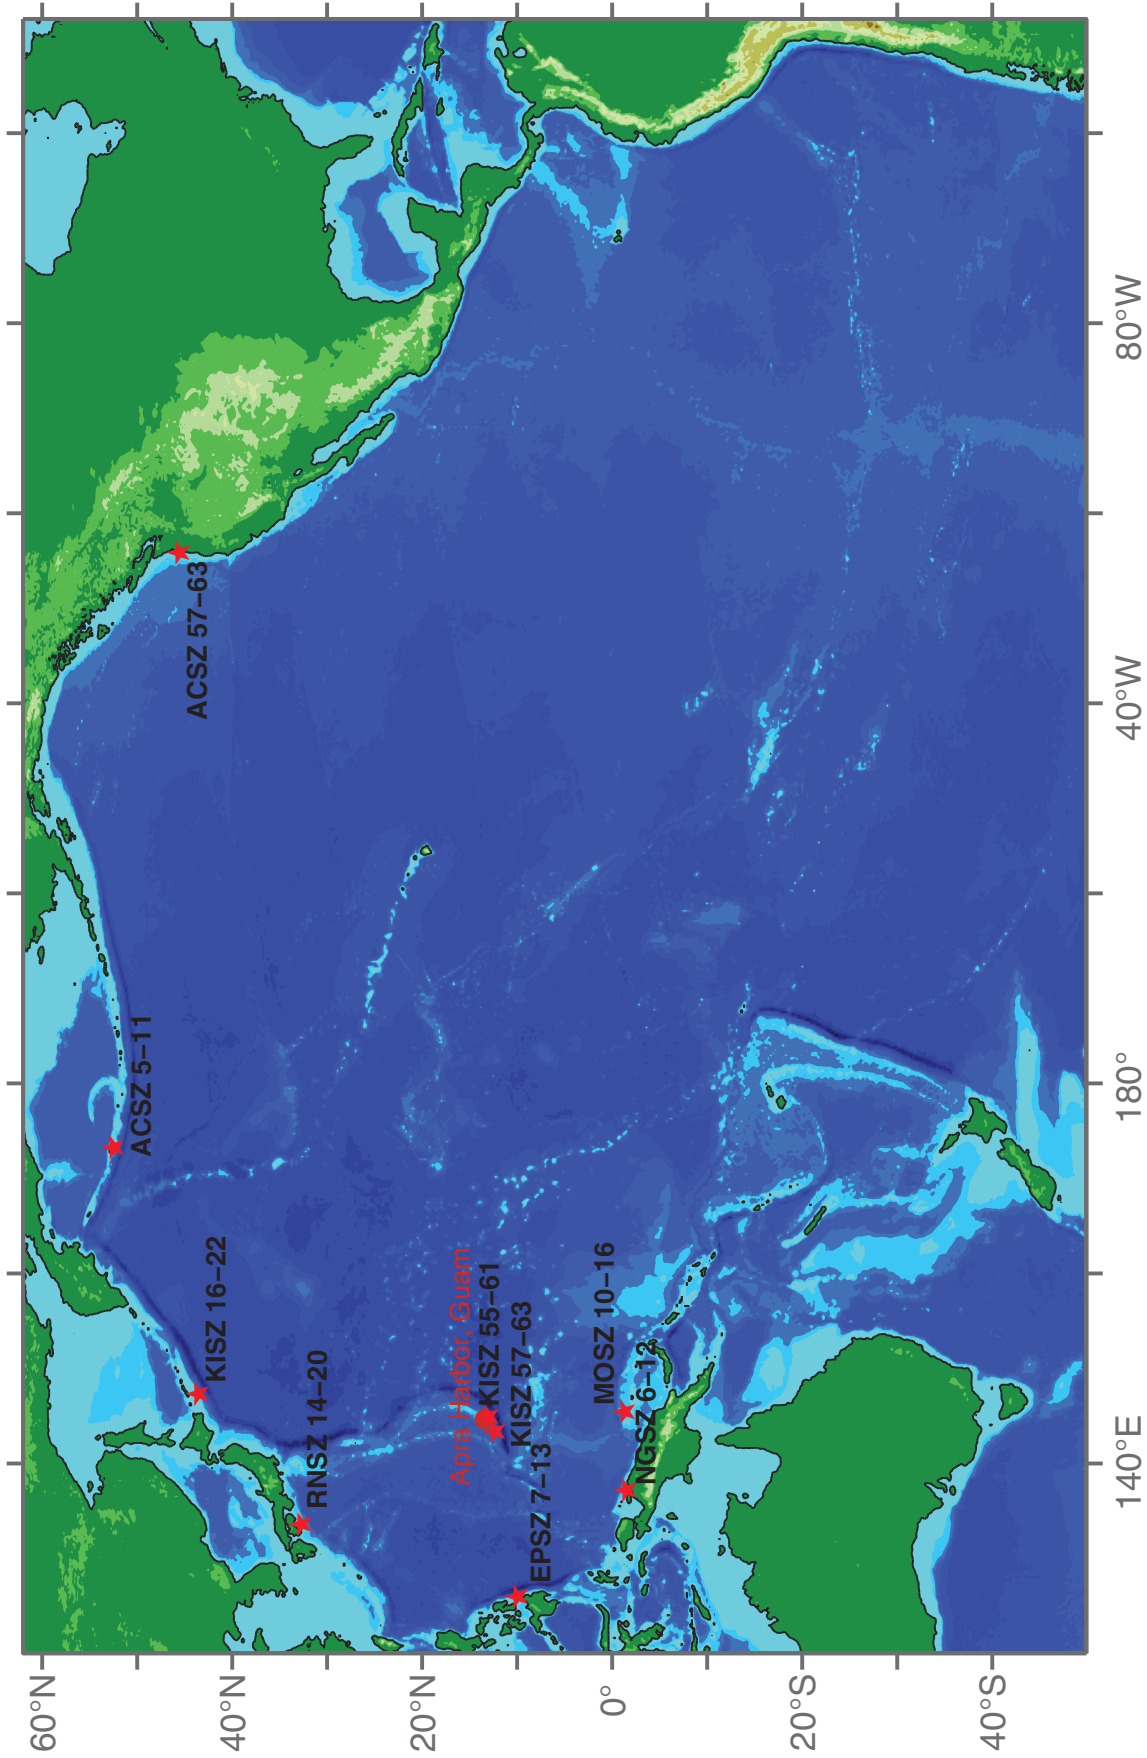 ACSZ 57–63
ACSZ 5–11
KISZ 16–22
RNSZ 14–20
Apra Harbor, Guam
KISZ 55–61
KISZ 57–63
EPSZ 7–13
MOSZ 10–16
NGSZ 6–12
60°N
40°N
20°N
0°
20°S
40°S
140°E
180°
40°W
80°W